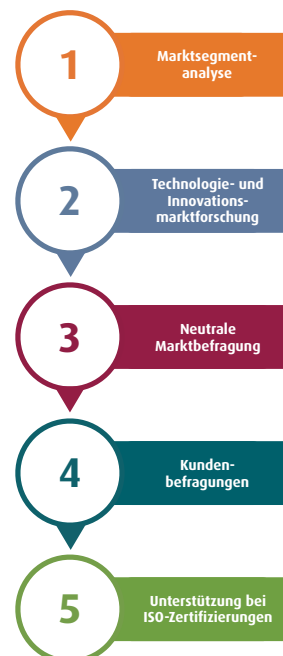 1
Marktsegment-
analyse
2
Technologie- und
Innovations-
marktforschung
3
Neutrale
Marktbefragung
4
Kunden-
befragungen
5
Unterstützung bei
ISO-Zertifizierungen